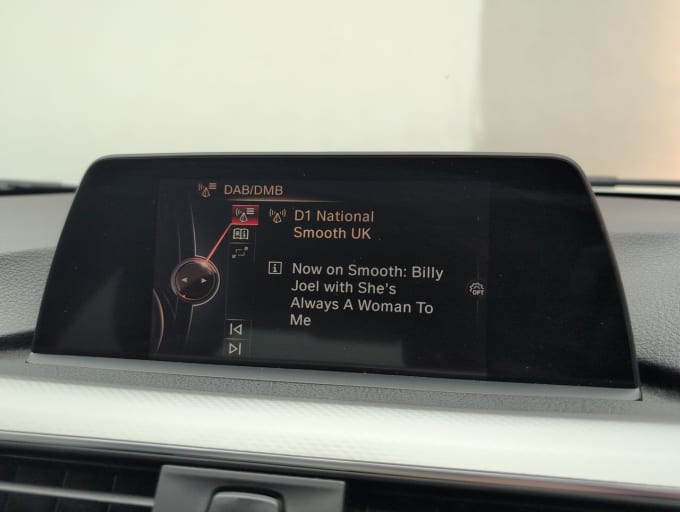 DAB/DMB
D1 National
Smooth UK
Now on Smooth: Billy
Joel with She's
Always A Woman To
Me
OPT